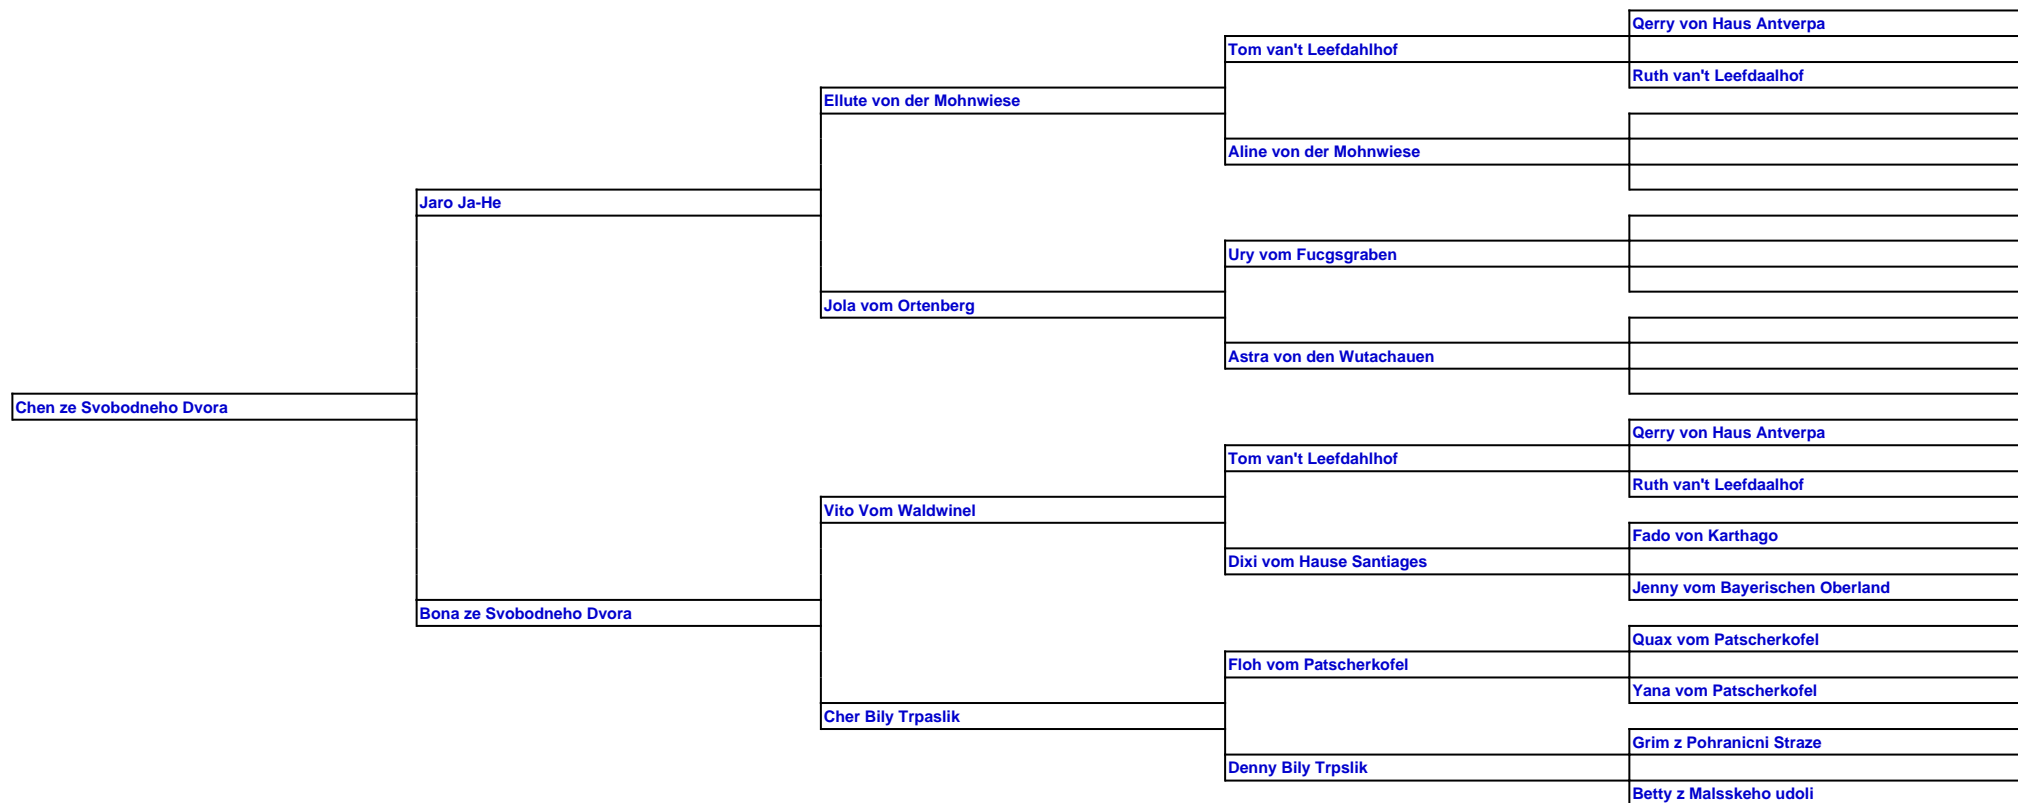 Qerry von Haus Antverpa
Tom van't Leefdahlhof
Ruth van't Leefdaalhof
Ellute von der Mohnwiese
Aline von der Mohnwiese
Jaro Ja-He
Ury vom Fucgsgraben
Jola vom Ortenberg
Astra von den Wutachauen
Chen ze Svobodneho Dvora
Qerry von Haus Antverpa
Tom van't Leefdahlhof
Ruth van't Leefdaalhof
Vito Vom Waldwinel
Fado von Karthago
Dixi vom Hause Santiages
Jenny vom Bayerischen Oberland
Bona ze Svobodneho Dvora
Quax vom Patscherkofel
Floh vom Patscherkofel
Yana vom Patscherkofel
Cher Bily Trpaslik
Grim z Pohranicni Straze
Denny Bily Trpslik
Betty z Malsskeho udoli